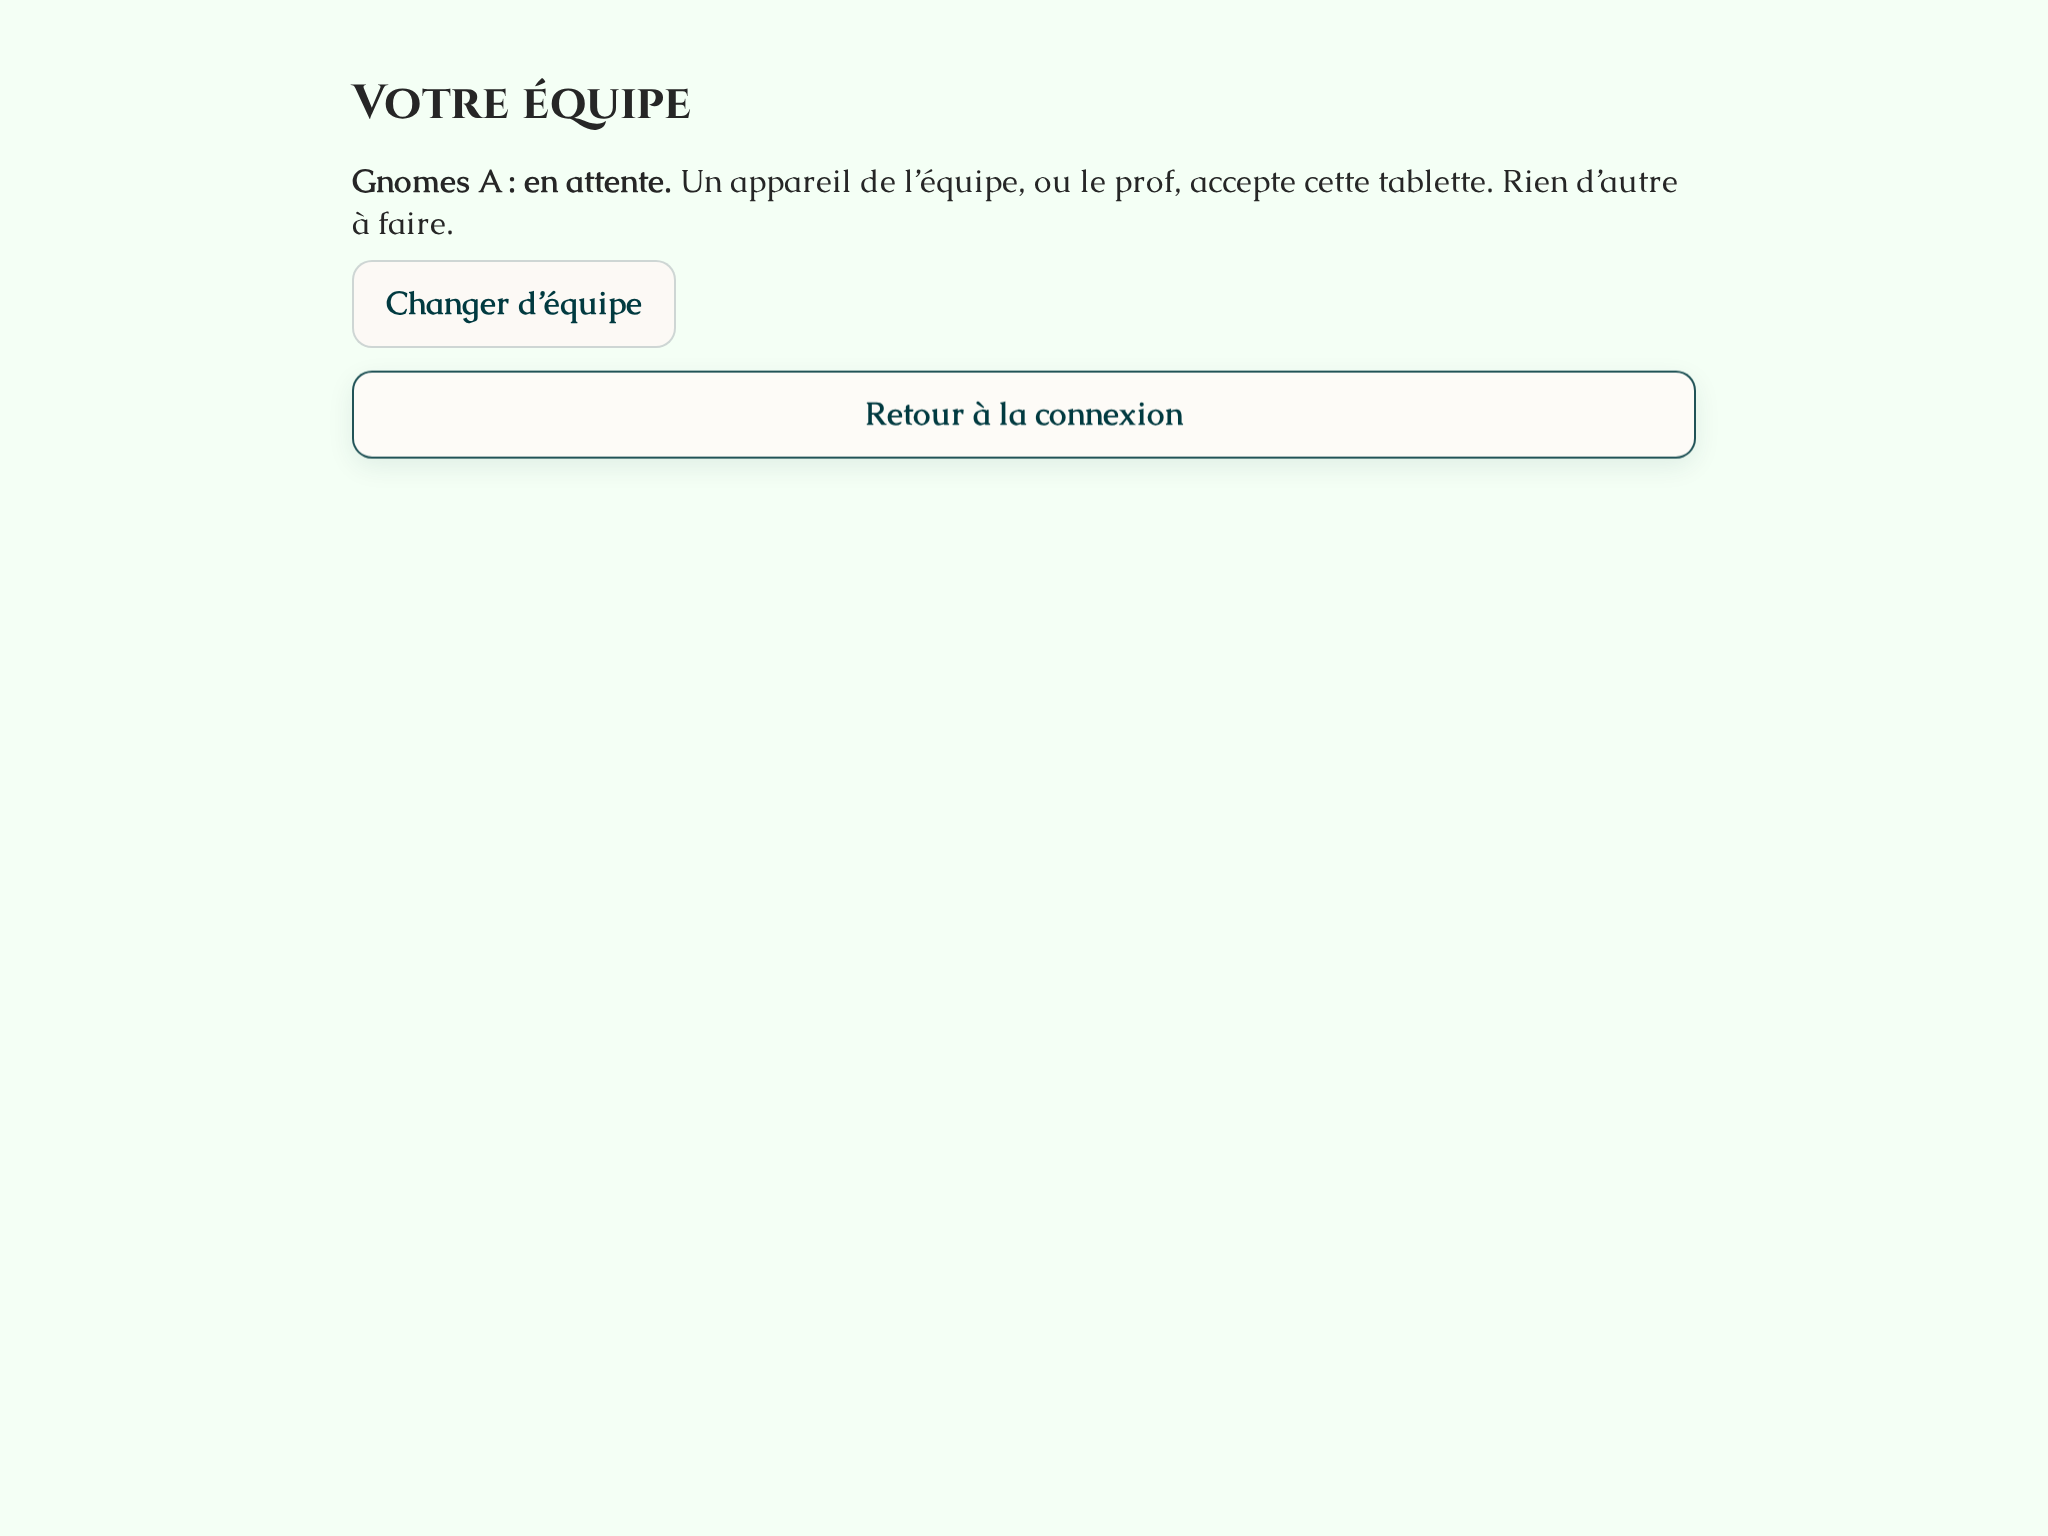 Votre équipe
Gnomes A : en attente. Un appareil de l’équipe, ou le prof, accepte cette tablette. Rien d’autre
à faire.
Changer d’équipe
Retour à la connexion